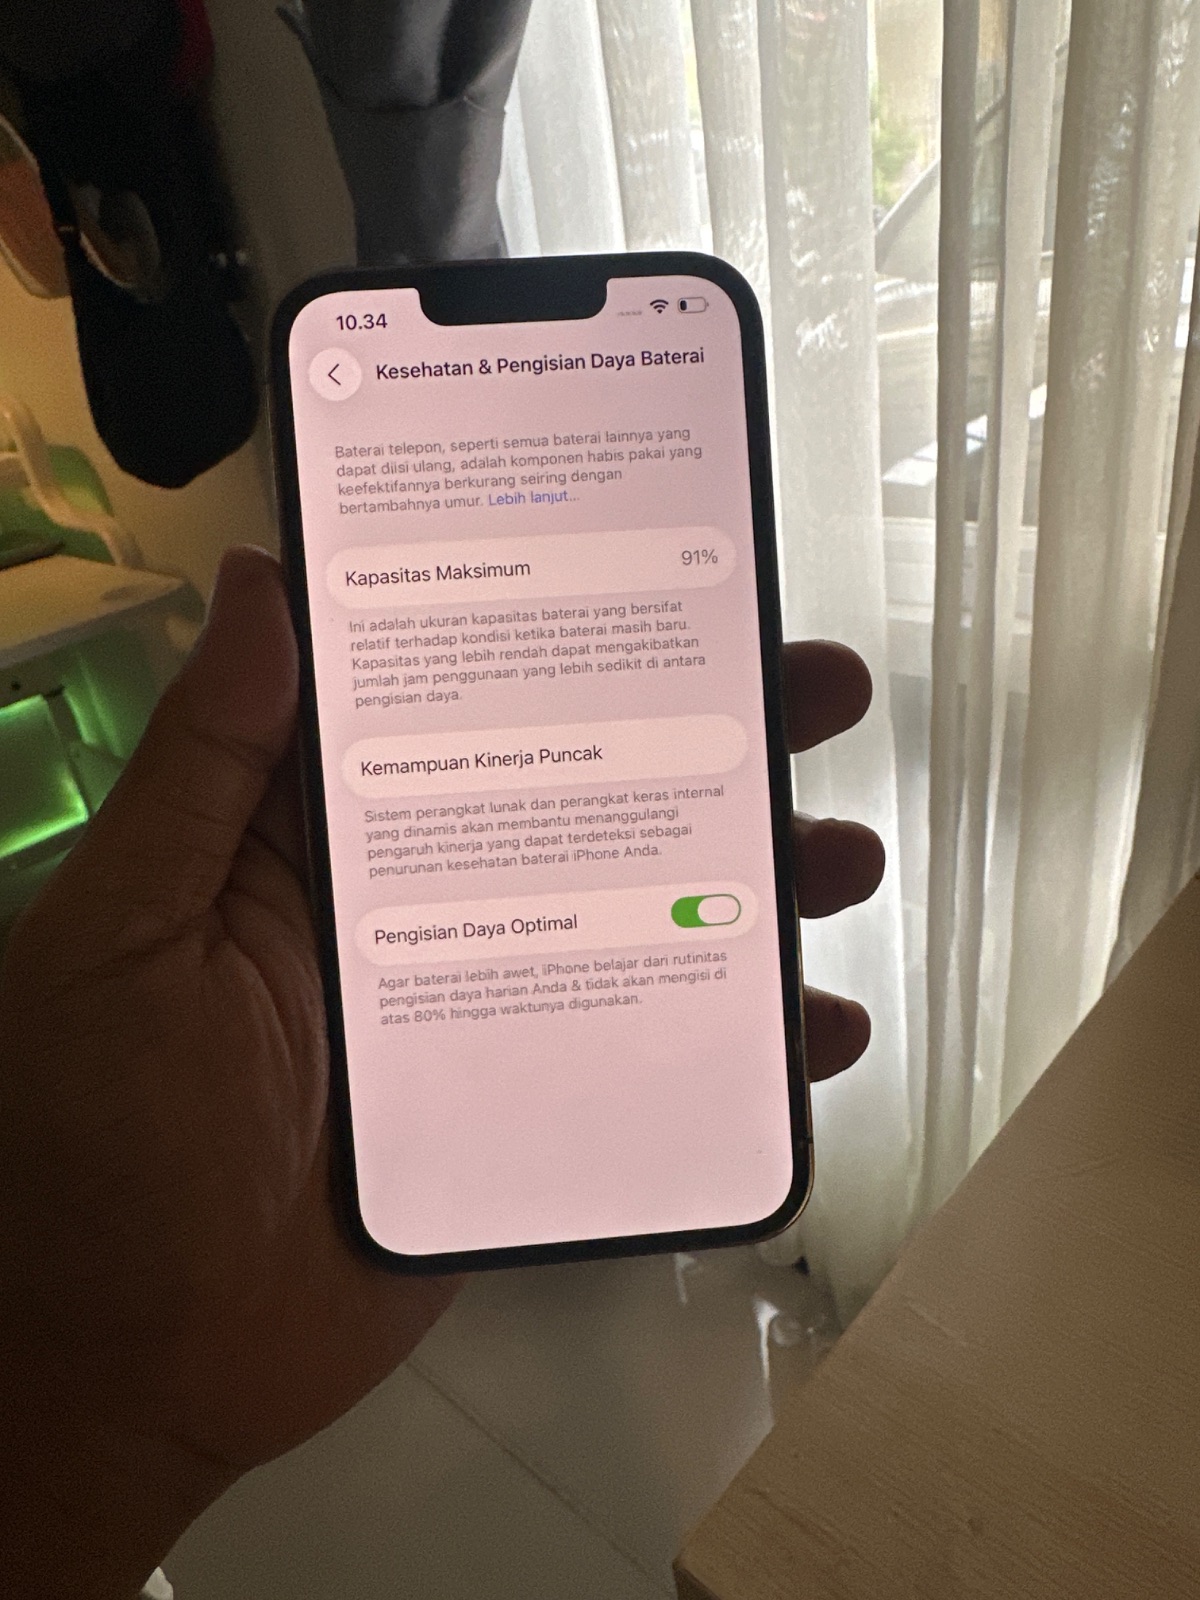 10.34
Kesehatan & Pengisian Daya Baterai
Baterai telepon, seperti semua baterai lainnya yang
dapat diisi ulang, adalah komponen habis pakai yang
keefektifannya berkurang seiring dengan
bertambahnya umur. Lebih lanjut...
Kapasitas Maksimum 91%
Ini adalah ukuran kapasitas baterai yang bersifat
relatif terhadap kondisi ketika baterai masih baru.
Kapasitas yang lebih rendah dapat mengakibatkan
jumlah jam penggunaan yang lebih sedikit di antara
pengisian daya.
Kemampuan Kinerja Puncak
Sistem perangkat lunak dan perangkat keras internal
yang dinamis akan membantu menanggulangi
pengaruh kinerja yang dapat terdeteksi sebagai
penurunan kesehatan baterai iPhone Anda.
Pengisian Daya Optimal
Agar baterai lebih awet, iPhone belajar dari rutinitas
pengisian daya harian Anda & tidak akan mengisi di
atas 80% hingga waktunya digunakan.